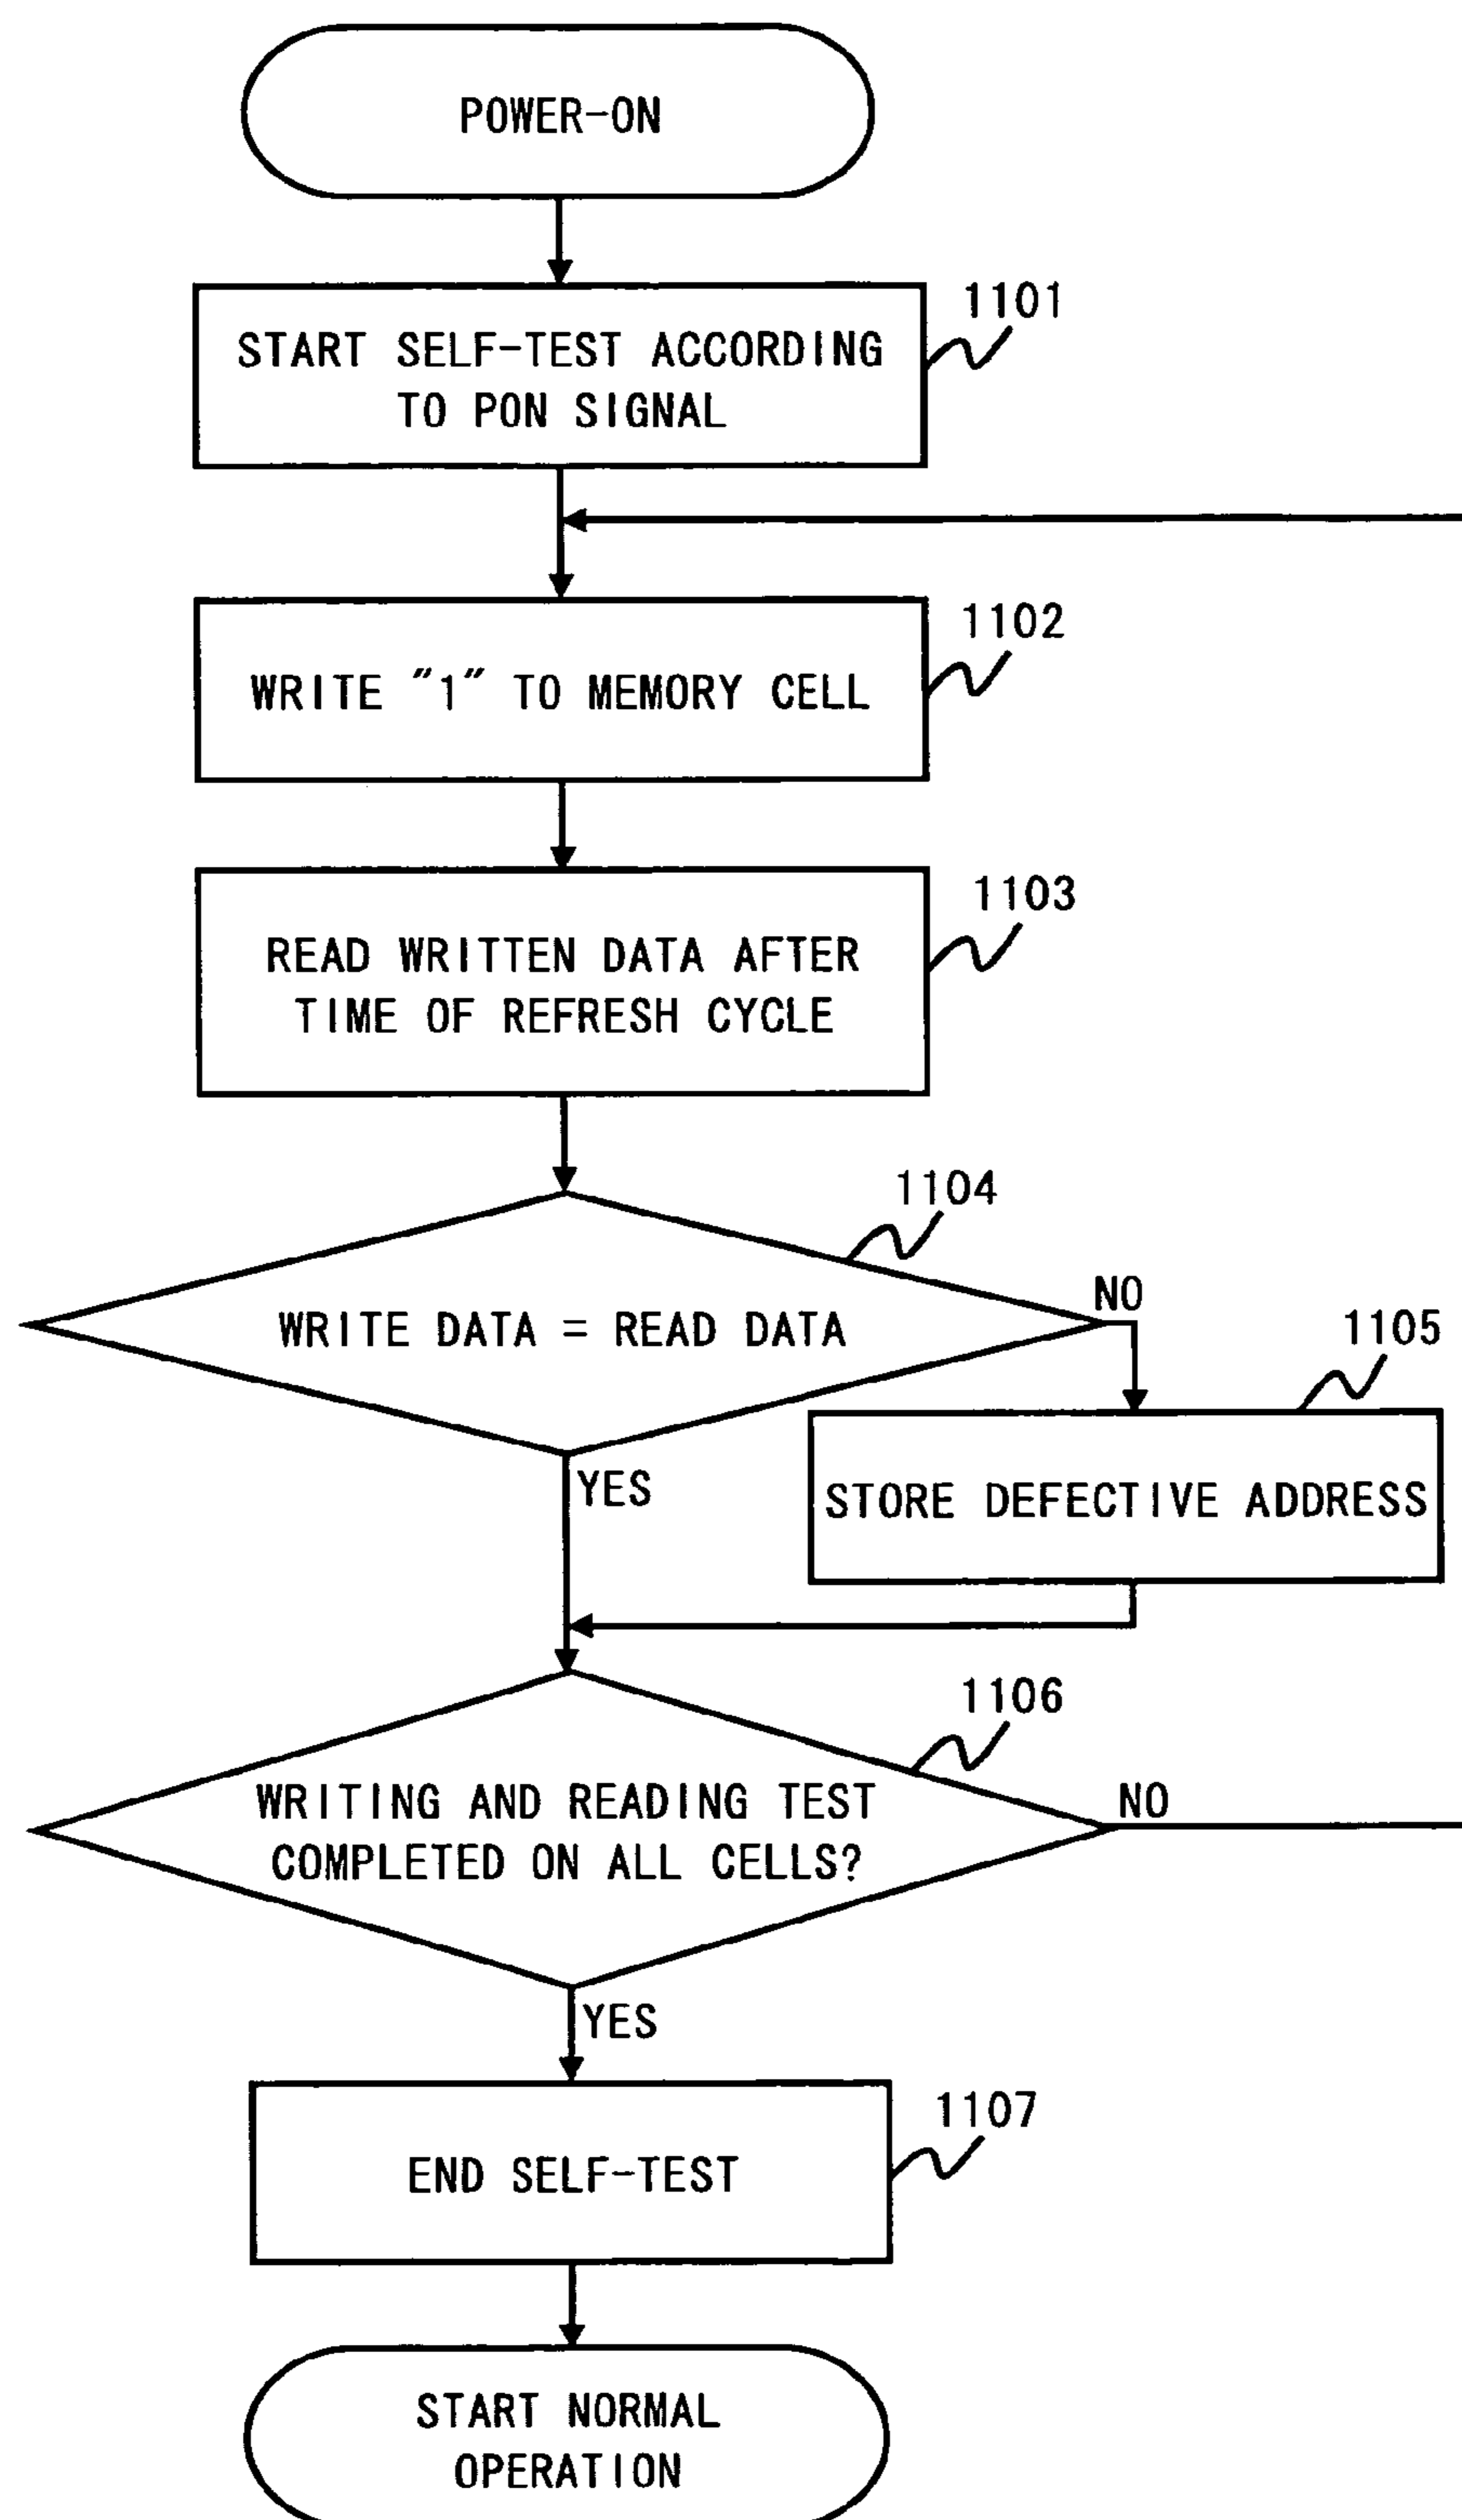 POWER-ON
1101
START SELF-TEST ACCORDING
TO PON SIGNAL
1102
WRITE "1" TO MEMORY CELL
1103
READ WRITTEN DATA AFTER
TIME OF REFRESH CYCLE
1104
WRITE DATA = READ DATA
NO
1105
YES
STORE DEFECTIVE ADDRESS
1106
WRITING AND READING TEST
COMPLETED ON ALL CELLS?
NO
YES
1107
END SELF-TEST
START NORMAL
OPERATION